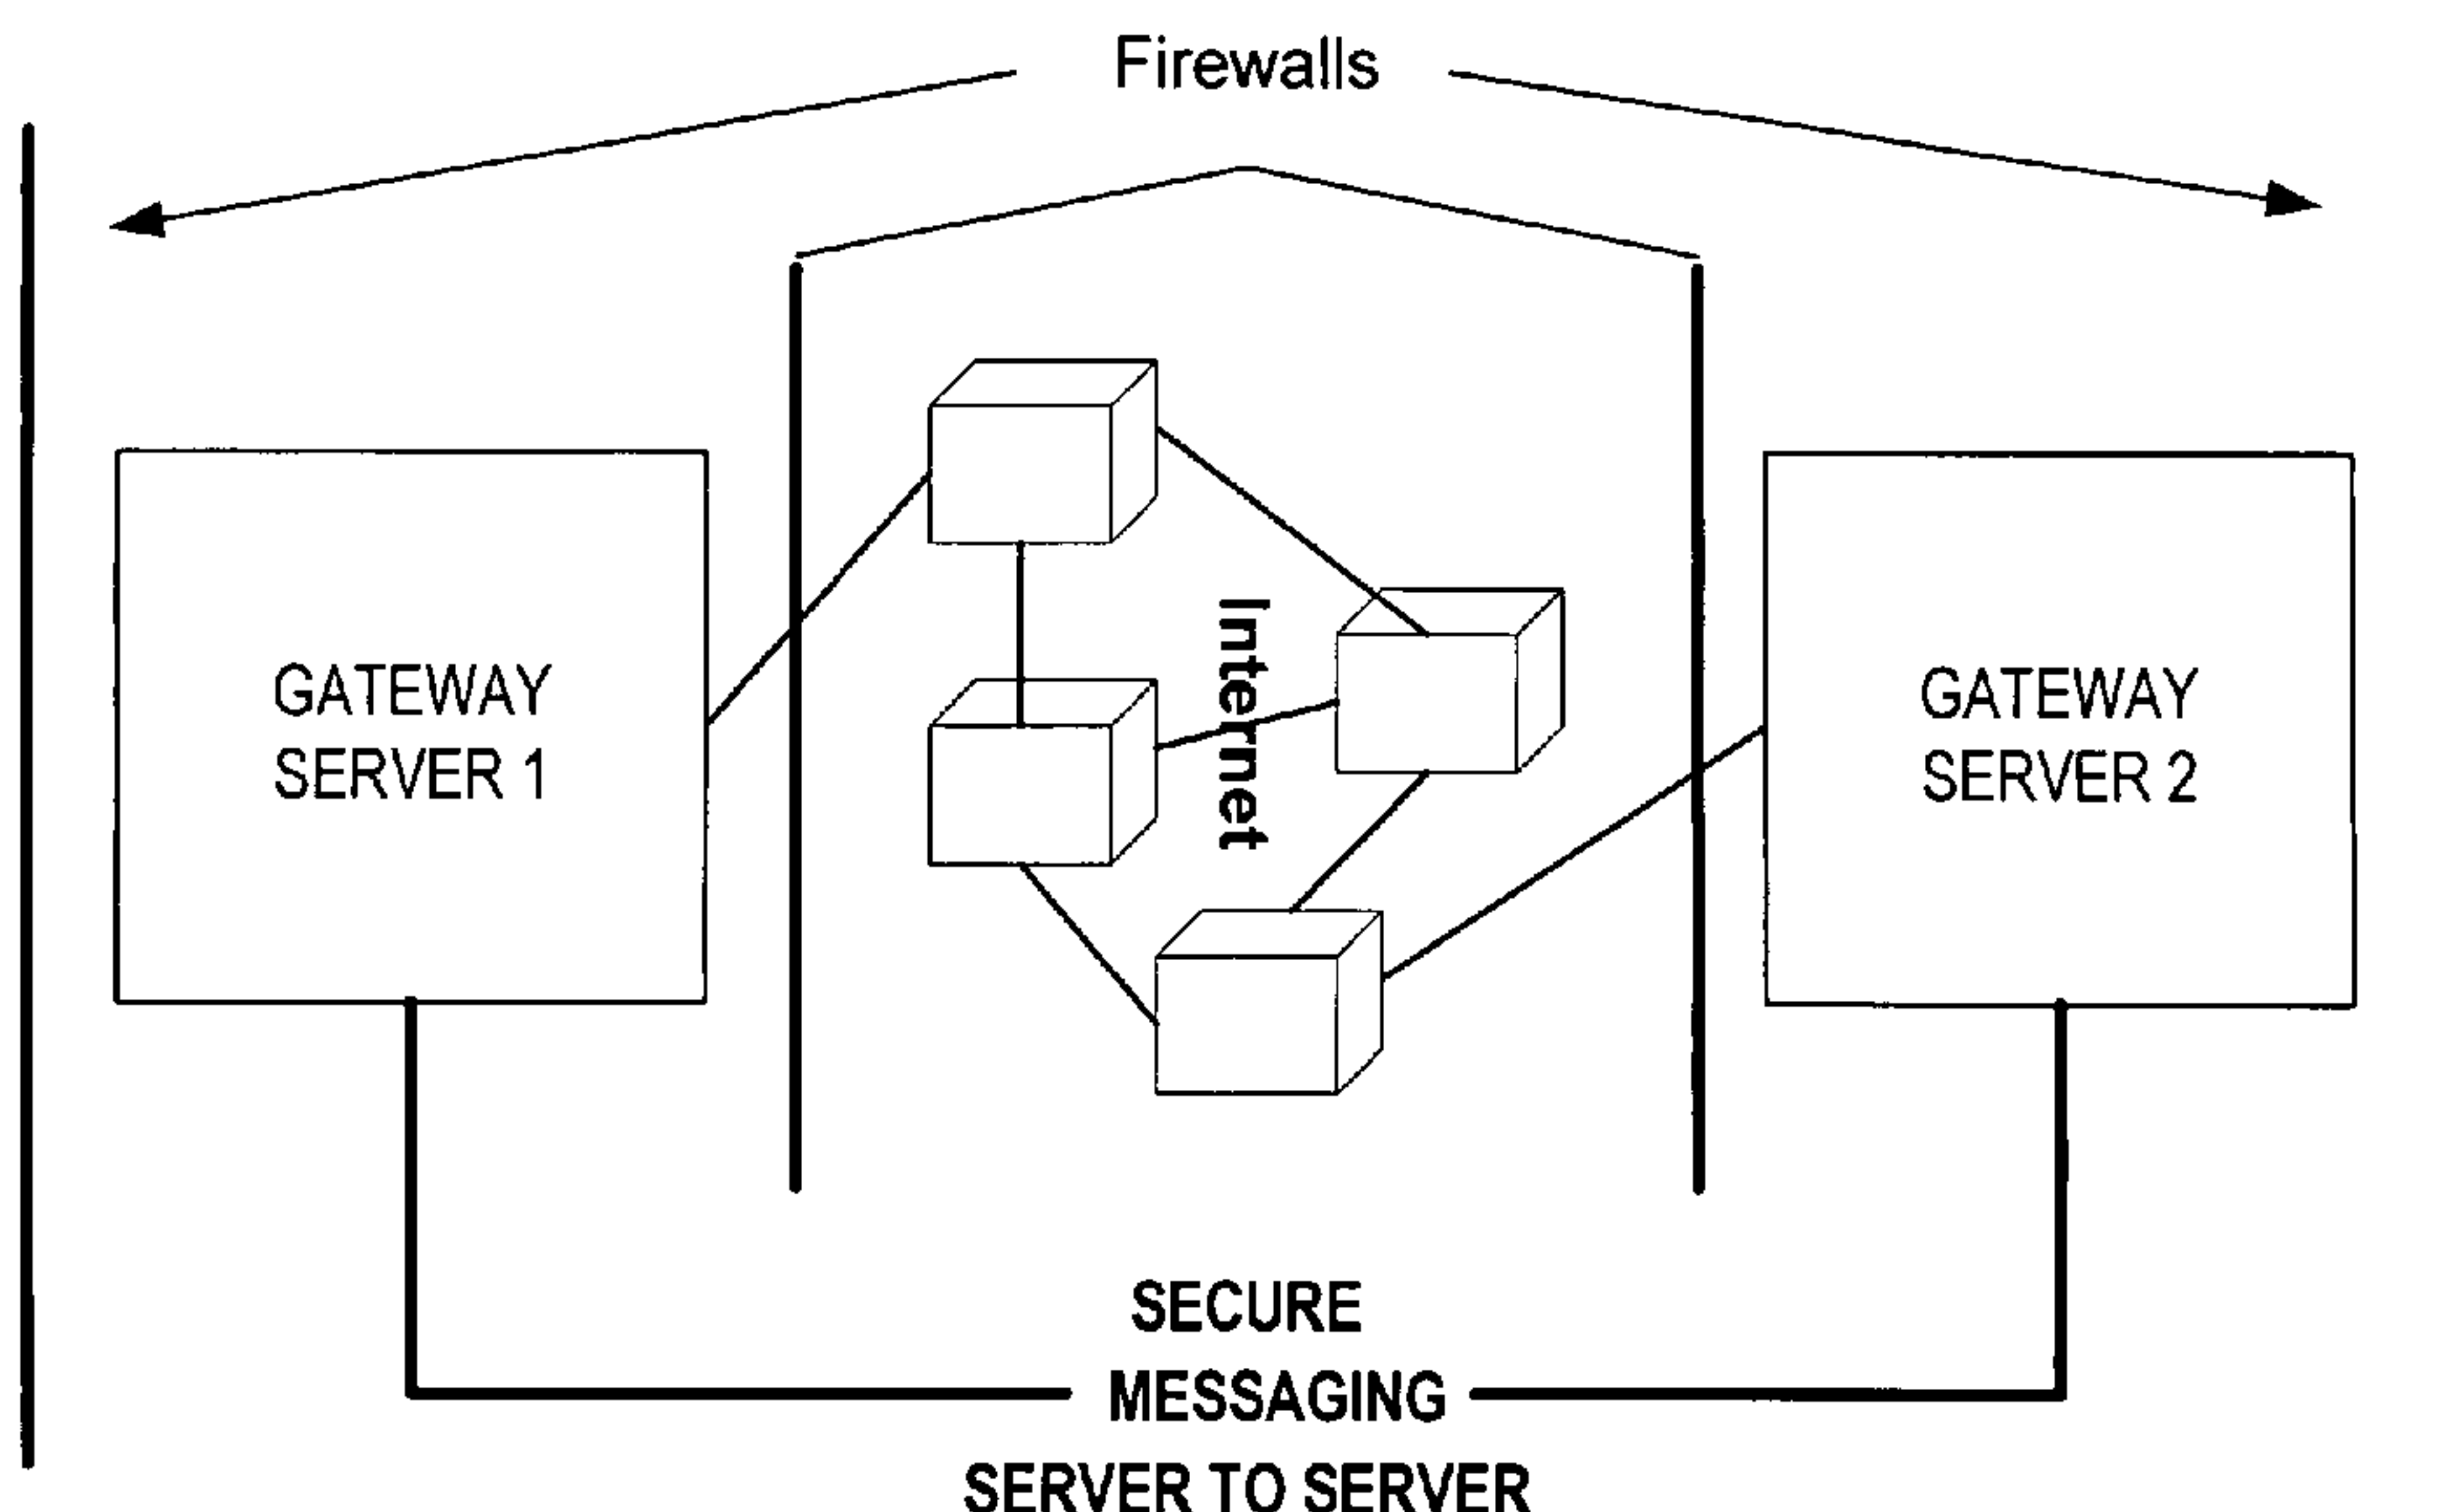 Firewalls
GATEWAY
SERVER 1
Internet
GATEWAY
SERVER 2
SECURE
MESSAGING
SERVER TO SERVER